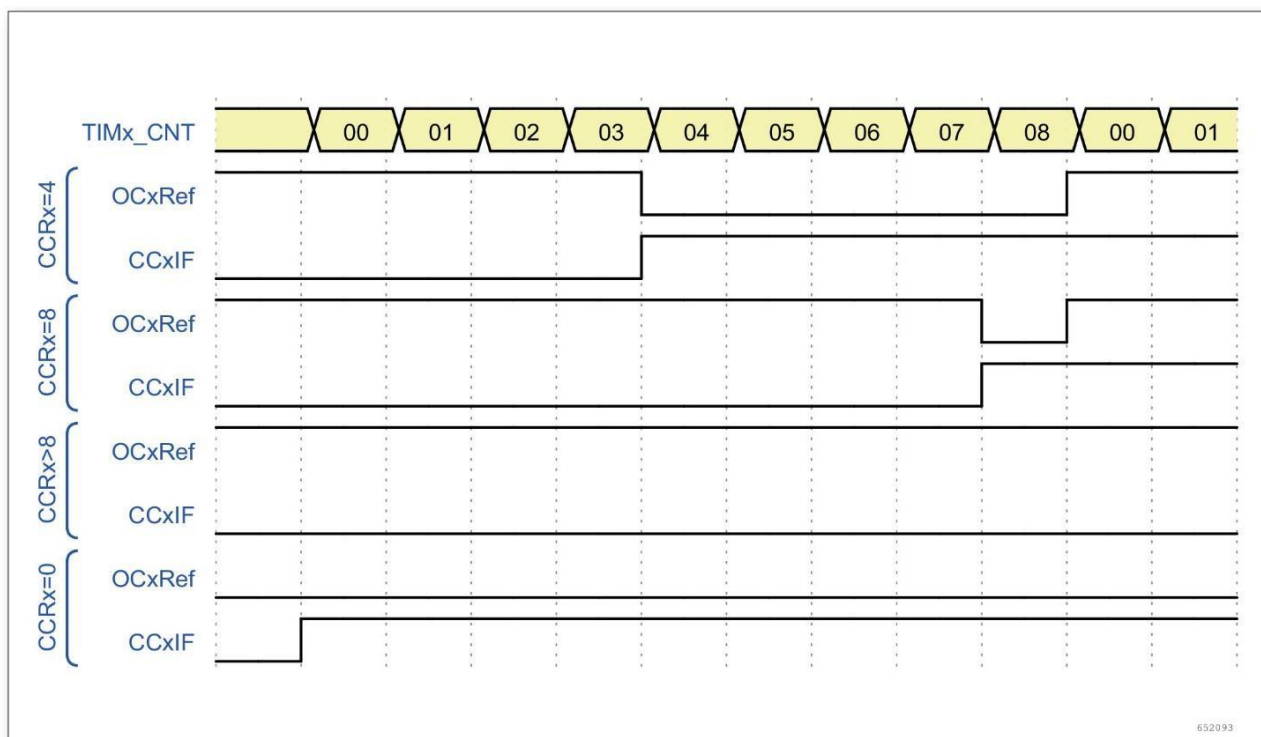 TIMx_CNT 00 01 02 03 04 05 06 07 08 00 01
CCRx=4
OCxRef
CCxIF
CCRx=8
OCxRef
CCxIF
CCRx>8
OCxRef
CCxIF
CCRx=0
OCxRef
CCxIF
652093